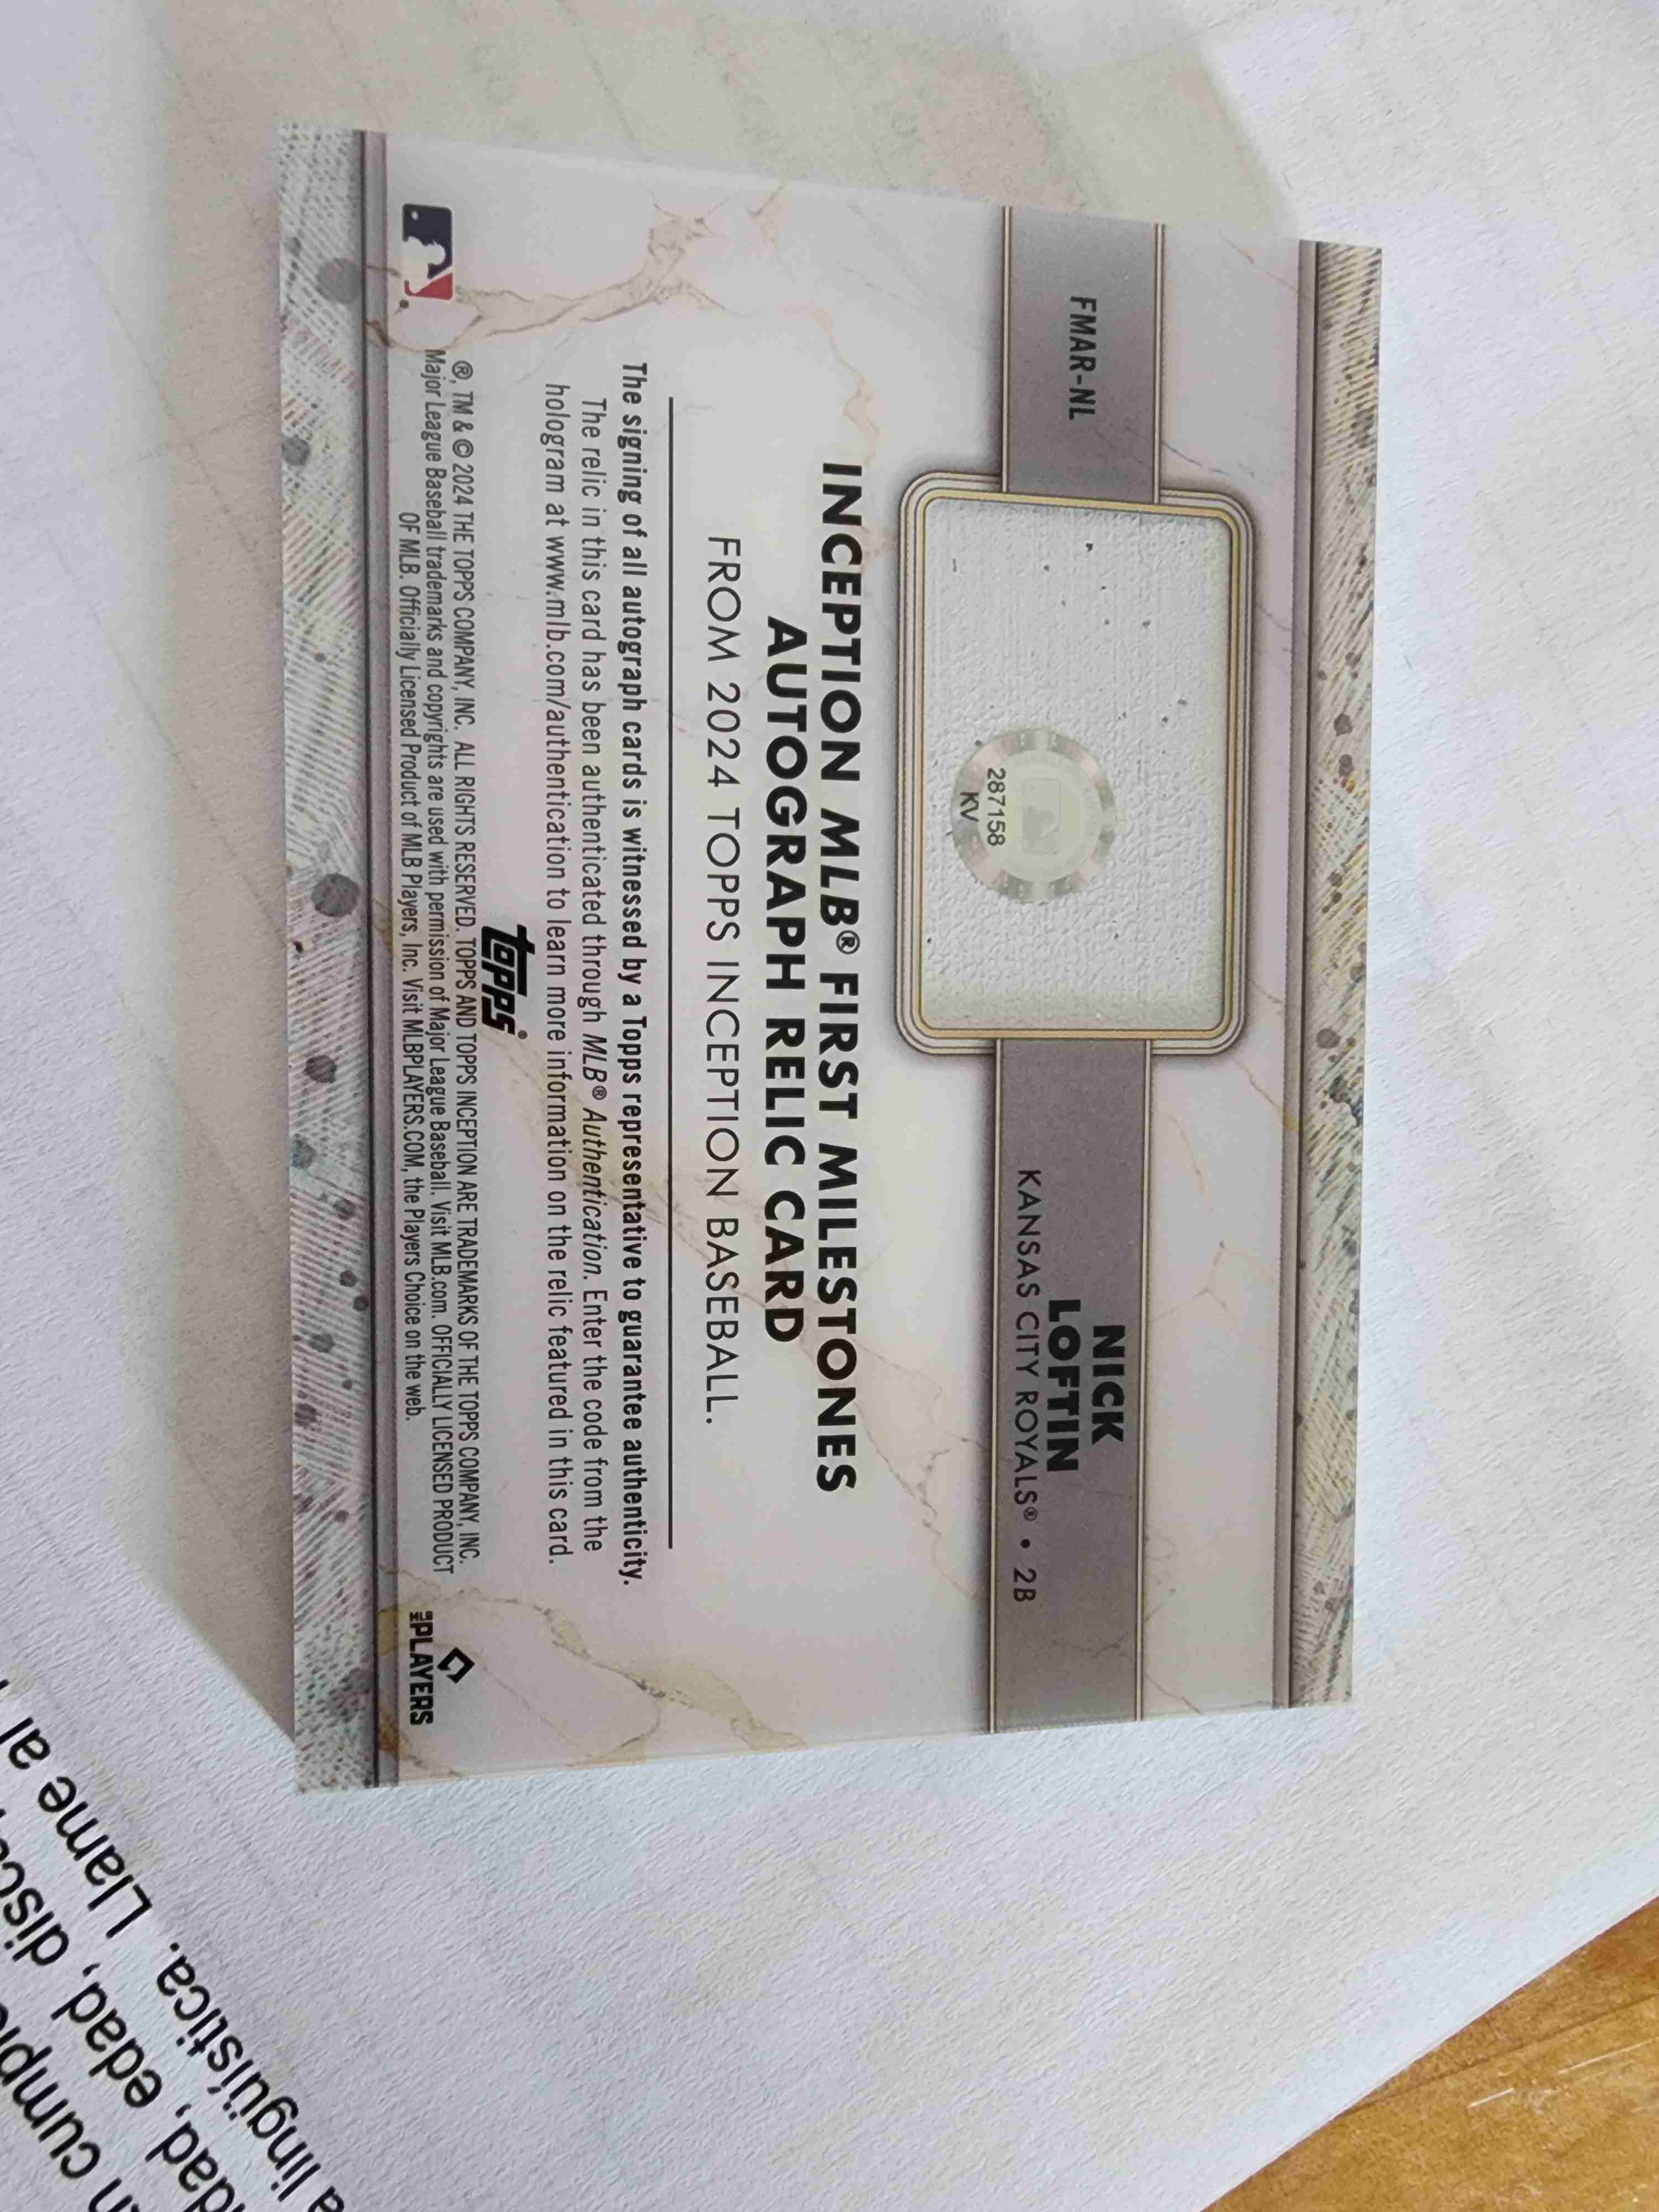 FMAR-NL
287158
KV
NICK
LOFTIN
KANSAS CITY ROYALS® • 2B
INCEPTION MLB® FIRST MILESTONES
AUTOGRAPH RELIC CARD
FROM 2024 TOPPS INCEPTION BASEBALL.
The signing of all autograph cards is witnessed by a Topps representative to guarantee authenticity.
The relic in this card has been authenticated through MLB® Authentication. Enter the code from the
hologram at www.mlb.com/authentication to learn more information on the relic featured in this card.
topps®
®, TM & © 2024 THE TOPPS COMPANY, INC. ALL RIGHTS RESERVED. TOPPS AND TOPPS INCEPTION ARE TRADEMARKS OF THE TOPPS COMPANY, INC.
Major League Baseball trademarks and copyrights are used with permission of Major League Baseball. Visit MLB.com. OFFICIALLY LICENSED PRODUCT
OF MLB. Officially Licensed Product of MLB Players, Inc. Visit MLBPLAYERS.COM, the Players Choice on the web.
MLB PLAYERS
Llame al
a lingüística.
edad,